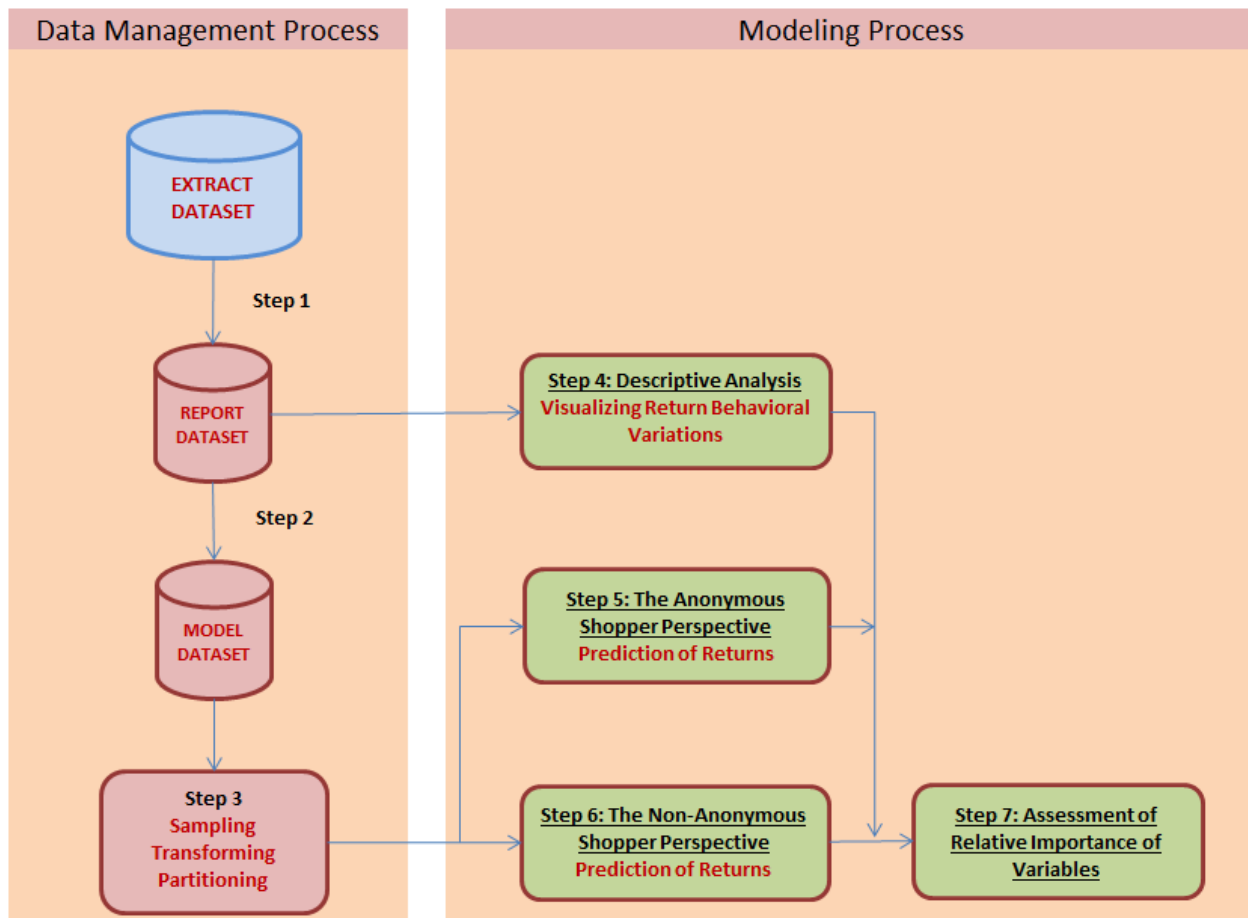 Data Management Process
Modeling Process
EXTRACT
DATASET
Step 1
REPORT
DATASET
Step 2
MODEL
DATASET
Step 3
Sampling
Transforming
Partitioning
Step 4: Descriptive Analysis
Visualizing Return Behavioral
Variations
Step 5: The Anonymous
Shopper Perspective
Prediction of Returns
Step 6: The Non-Anonymous
Shopper Perspective
Prediction of Returns
Step 7: Assessment of
Relative Importance of
Variables